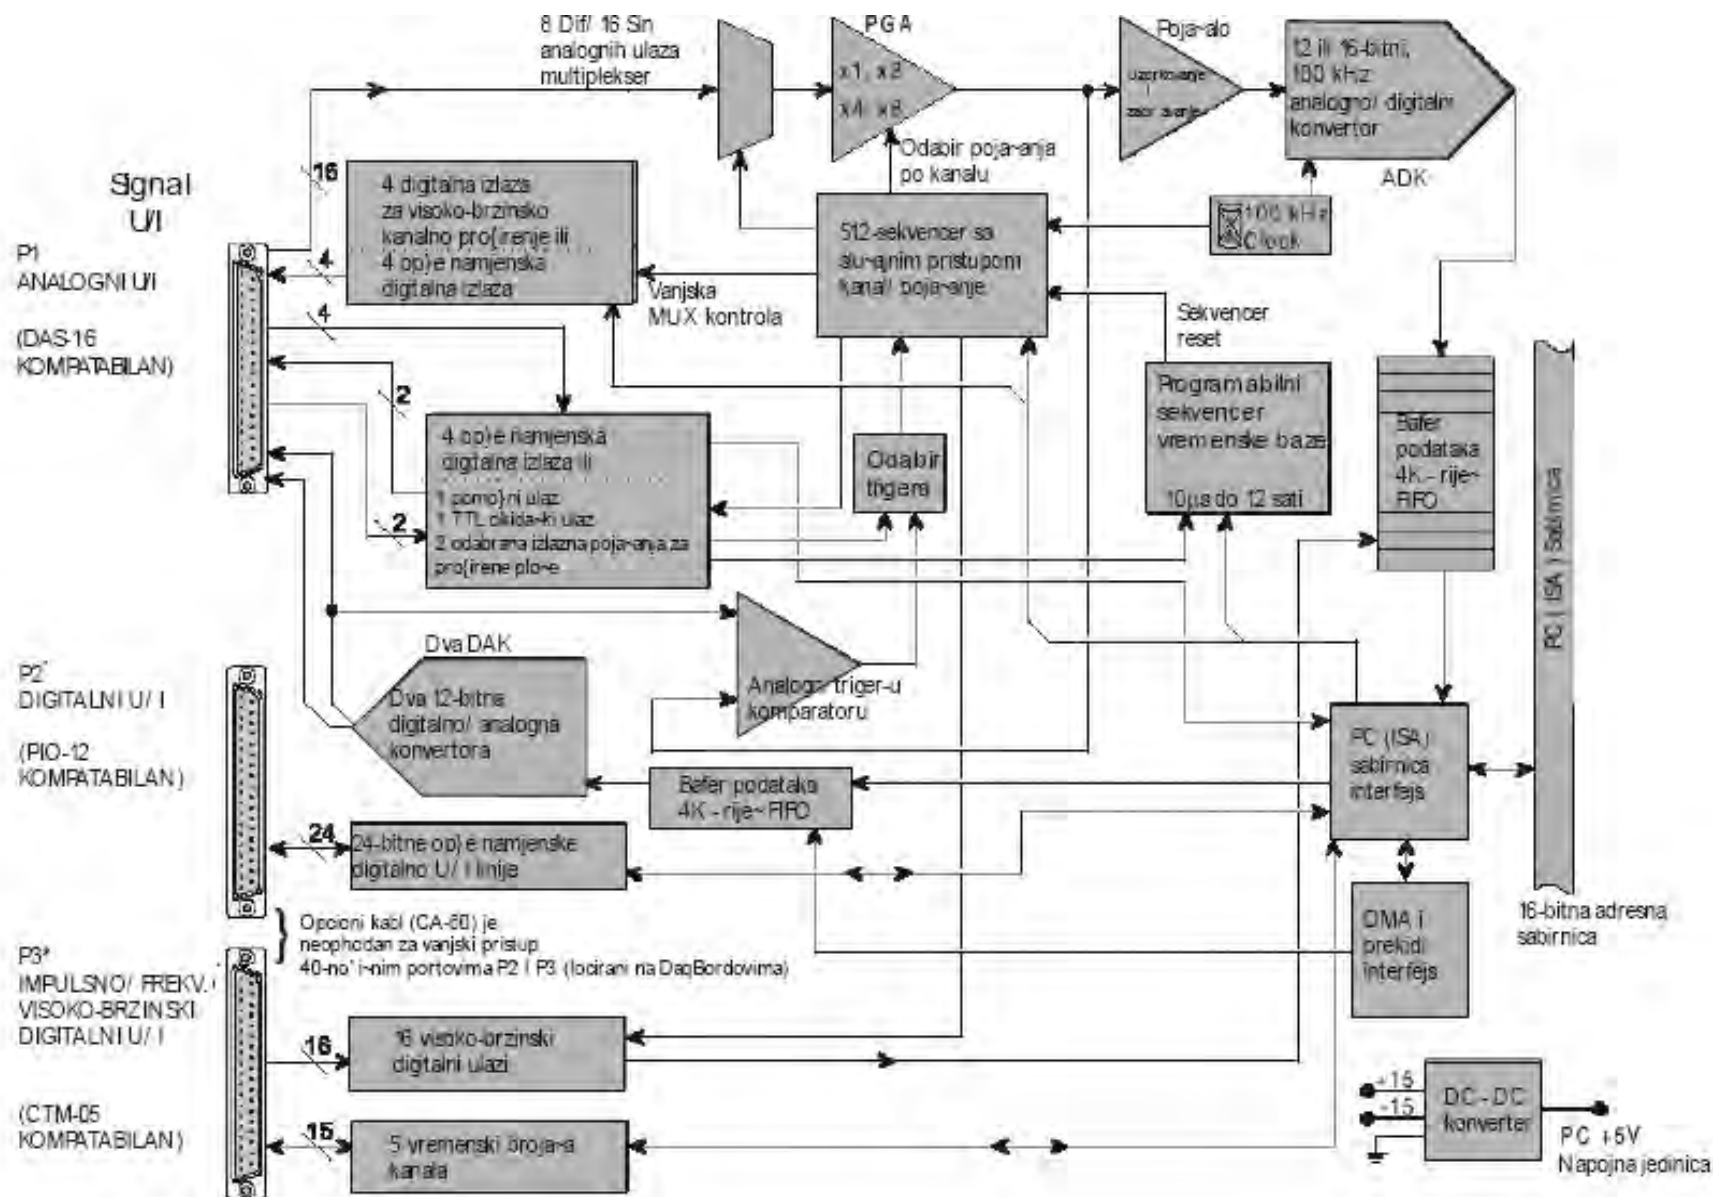 8 Dif/ 16 Sin
analognih ulaza
multiplekser
PGA
x1, x2
x4, x8
Poja~alo
12 ili 16-bitni,
100 kHz
analogno/ digitalni
konvertor
ADK
Odabir poja~anja
po kanalu
100 kHz
Clock
Signal
U/I
16
4 digitalna izlaza
za visoko-brzinsko
kanalno pro{irenje ili
4 op}e namjenska
digitalna izlaza
512-sekvencer sa
slu~ajnim pristupom
kanal/ poja~anje
Vanjska
MUX kontrola
Sekvencer
reset
P1
ANALOGNI U/I
(DAS-16
KOMPATABILAN)
4
4
2
2
4 op}e namjenska
digitalna izlaza ili
1 pomo}ni ulaz
1 TTL okida~ki ulaz
2 odabrana izlazna poja~anja za
pro{irene plo~e
Odabir
trigera
Programabilni
sekvencer
vremenske baze
10µs do 12 sati
Bafer
podataka
4K - rije~
FIFO
PC ( ISA ) Sabirnica
Dva DAK
Dva 12-bitna
digitalno/ analogna
konvertora
Analoga triger-u
komparatoru
P2*
DIGITALNI U/ I
(PIO-12
KOMPATABILAN)
Bafer podataka
4K - rije~ FIFO
PC (ISA)
sabirnica
interfejs
24
24-bitne op}e namjenske
digitalno U/ I linije
DMA i
prekidi
interfejs
16-bitna adresna
sabirnica
Opcioni kabl (CA-60) je
neophodan za vanjski pristup
40-no`i~nim portovima P2 I P3 (locirani na DaqBordovima)
P3*
IMPULSNO/ FREKV. /
VISOKO-BRZINSKI
DIGITALNI U/ I
(CTM-05
KOMPATABILAN)
16
16 visoko-brzinski
digitalni ulazi
15
5 vremenski broja~a
kanala
+15
-15
DC - DC
konverter
PC +5V
Napojna jedinica